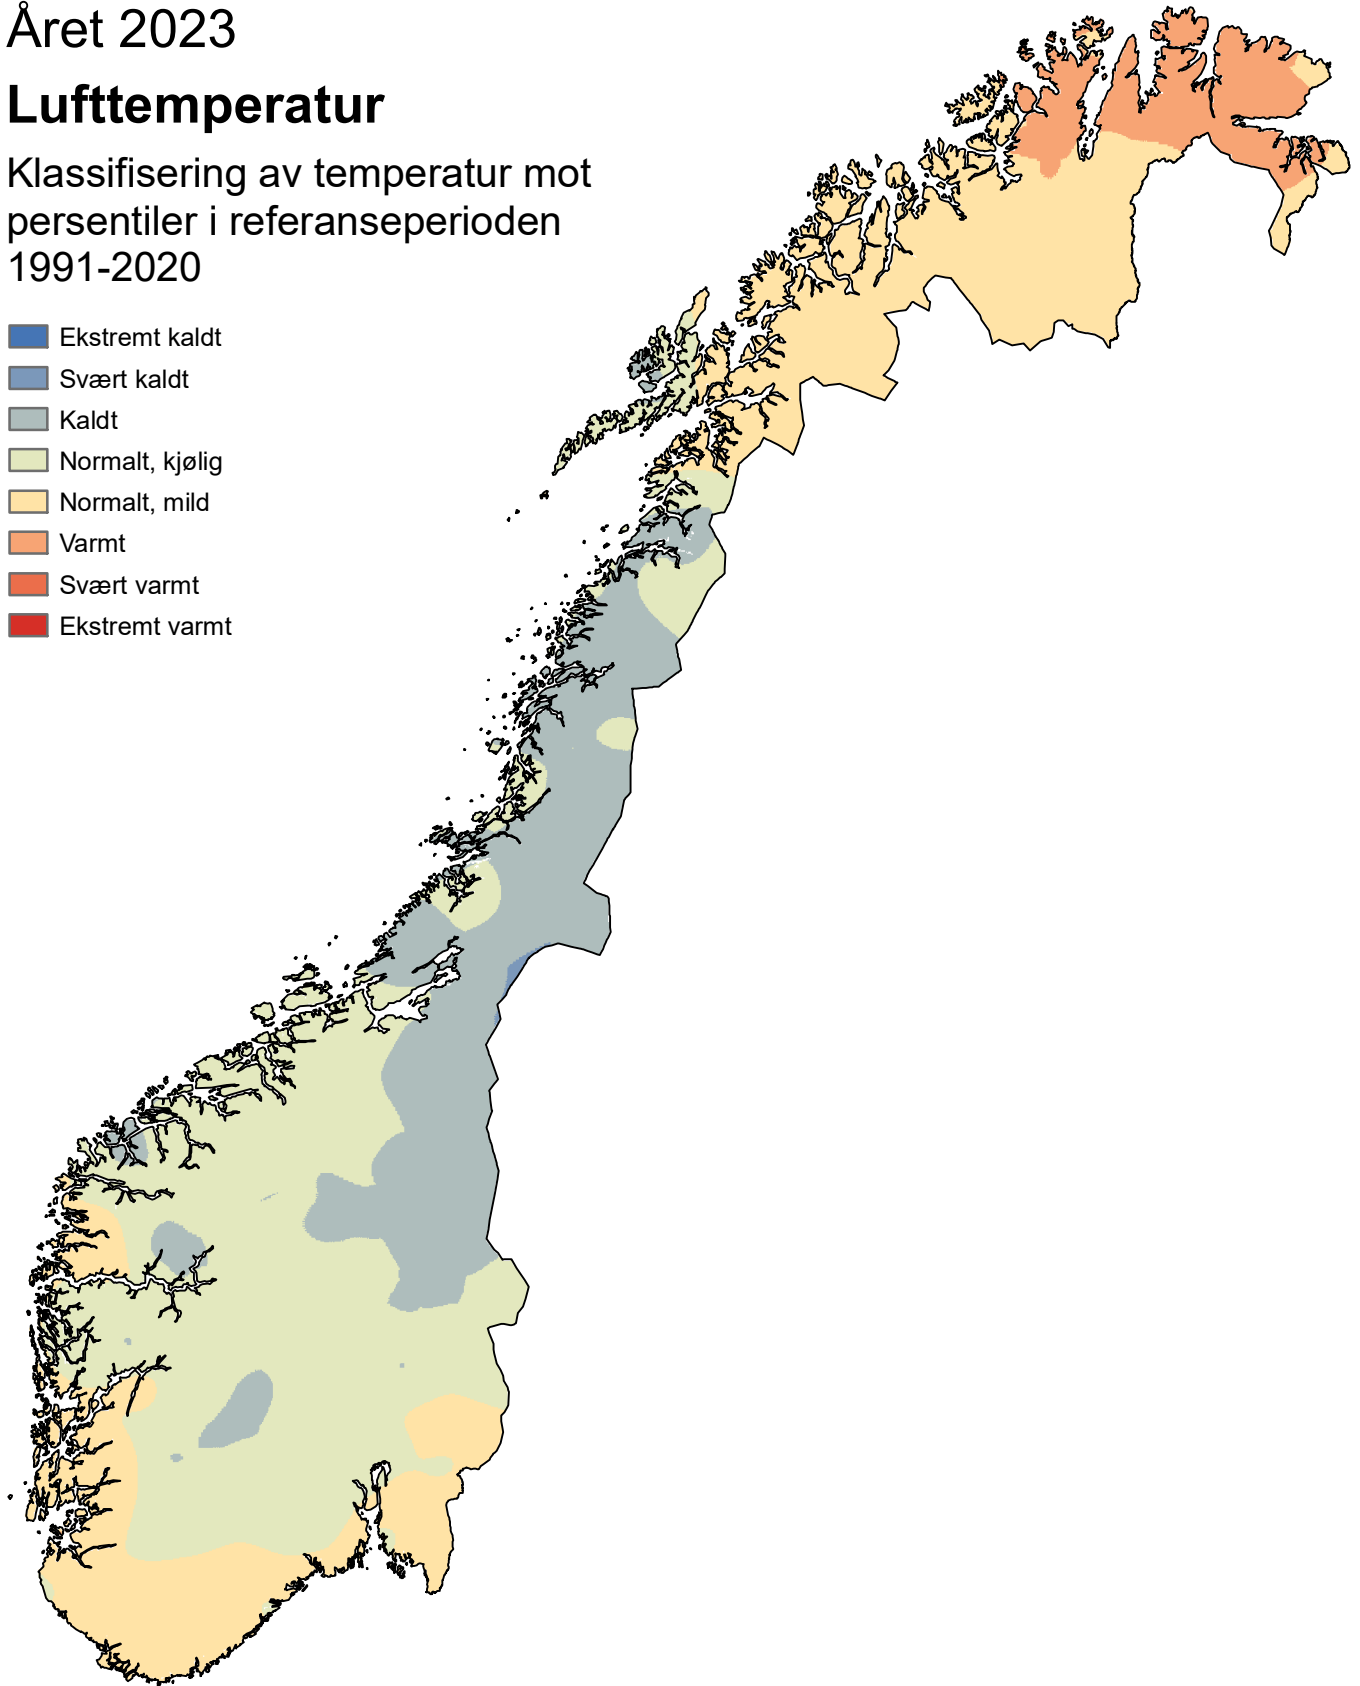 Året 2023
Lufttemperatur
Klassifisering av temperatur mot
persentiler i referanseperioden
1991-2020
Ekstremt kaldt
Svært kaldt
Kaldt
Normalt, kjølig
Normalt, mild
Varmt
Svært varmt
Ekstremt varmt